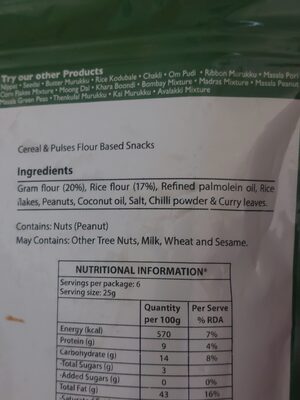 Try our other Products
Nippat • Seedai • Butter Murukku • Rice Kodubale • Chakli • Om Pudi • Ribbon Murukku • Masala Pori
Corn Flakes Mixture • Moong Dal • Khara Boondi • Bombay Mixture • Madras Mixture • Masala Peanut
Masala Green Peas • Thenkulal Murukku • Kai Murukku • Avalakki Mixture
Cereal & Pulses Flour Based Snacks
Ingredients
Gram flour (20%), Rice flour (17%), Refined palmolein oil, Rice
flakes, Peanuts, Coconut oil, Salt, Chilli powder & Curry leaves.
Contains: Nuts (Peanut)
May Contains: Other Tree Nuts, Milk, Wheat and Sesame.
NUTRITIONAL INFORMATION*
Servings per package: 6
Serving size: 25g
Quantity Per Serve
per 100g % RDA
Energy (kcal) 570 7%
Protein (g) 9 4%
Carbohydrate (g) 14 8%
-Total Sugars (g) 3
-Added Sugars (g) 0 0%
Total Fat (g) 43 16%